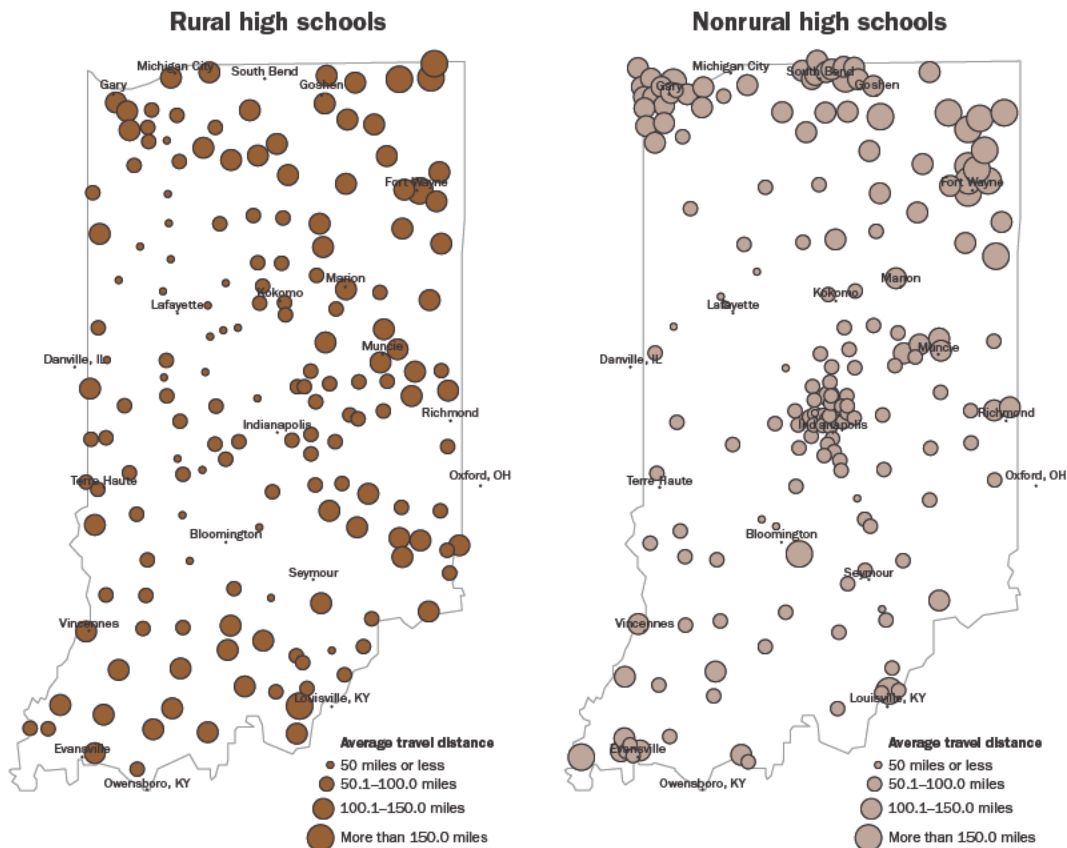 Rural high schools
Michigan City
South Bend
Gary
Goshen
Fort Wayne
Marion
Kokomo
Lafayette
Muncie
Danville, IL
Richmond
Indianapolis
Terre Haute
Oxford, OH
Bloomington
Seymour
Vincennes
Louisville, KY
Evansville
Owensboro, KY
Average travel distance
50 miles or less
50.1–100.0 miles
100.1–150.0 miles
More than 150.0 miles
Nonrural high schools
Michigan City
South Bend
Gary
Goshen
Fort Wayne
Marion
Kokomo
Lafayette
Muncie
Danville, IL
Richmond
Indianapolis
Terre Haute
Oxford, OH
Bloomington
Seymour
Vincennes
Louisville, KY
Evansville
Owensboro, KY
Average travel distance
50 miles or less
50.1–100.0 miles
100.1–150.0 miles
More than 150.0 miles